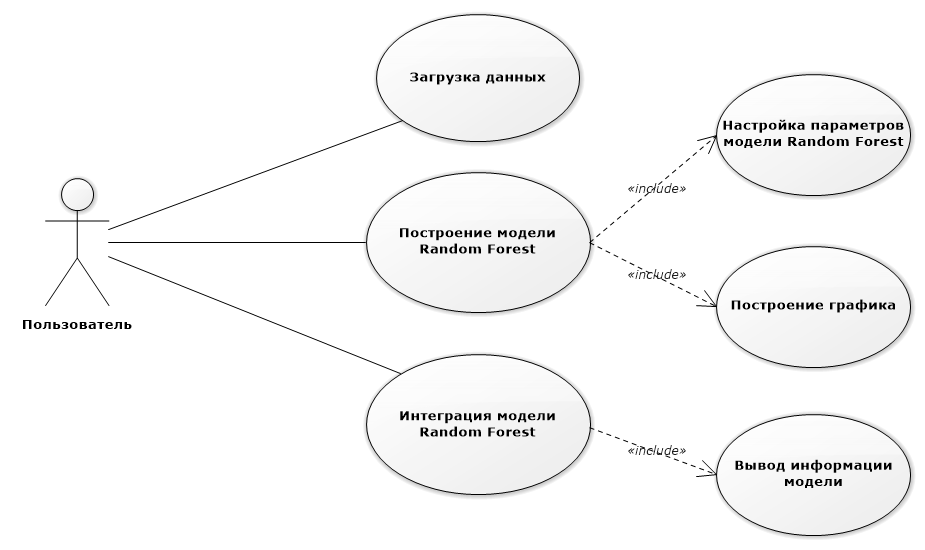 Загрузка данных
Настройка параметров
модели Random Forest
«include»
Построение модели
Random Forest
«include»
Построение графика
Пользователь
Интеграция модели
Random Forest
«include»
Вывод информации
модели